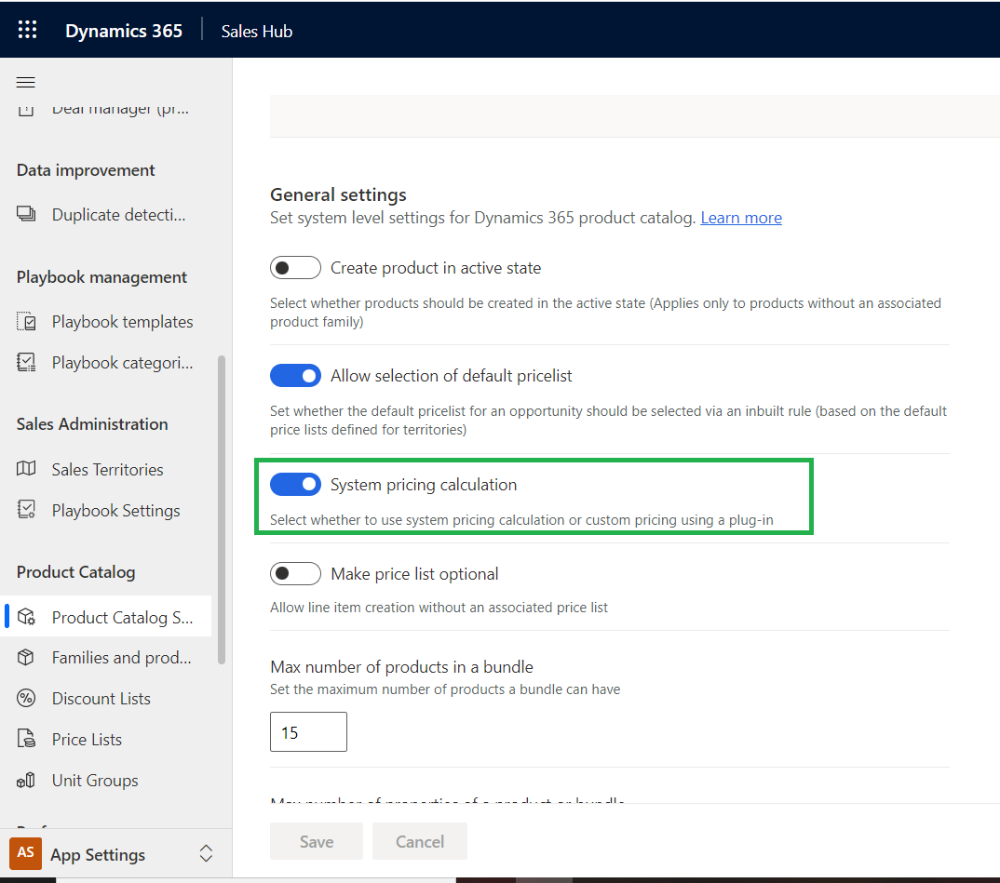 Dynamics 365 Sales Hub
Deal manager (pr...
Data improvement
Duplicate detecti...
Playbook management
Playbook templates
Playbook categori...
Sales Administration
Sales Territories
Playbook Settings
Product Catalog
Product Catalog S...
Families and prod...
Discount Lists
Price Lists
Unit Groups
AS App Settings
General settings
Set system level settings for Dynamics 365 product catalog. Learn more
Create product in active state
Select whether products should be created in the active state (Applies only to products without an associated
product family)
Allow selection of default pricelist
Set whether the default pricelist for an opportunity should be selected via an inbuilt rule (based on the default
price lists defined for territories)
System pricing calculation
Select whether to use system pricing calculation or custom pricing using a plug-in
Make price list optional
Allow line item creation without an associated price list
Max number of products in a bundle
Set the maximum number of products a bundle can have
15
Max number of properties of a product or bundle
Save Cancel